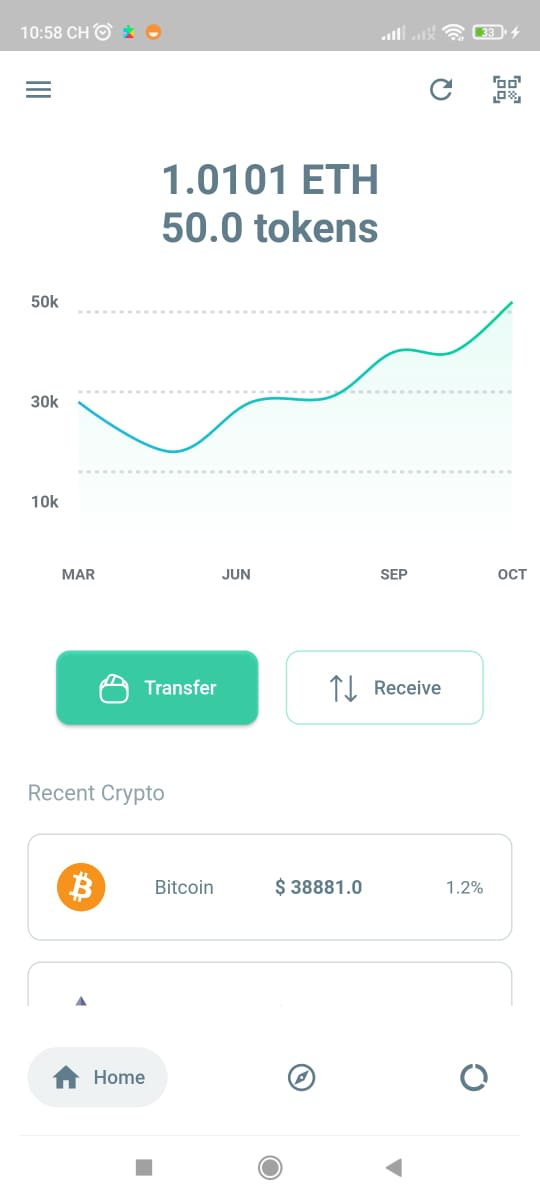 10:58 CH
33
1.0101 ETH
50.0 tokens
50k
30k
10k
MAR JUN SEP OCT
Transfer Receive
Recent Crypto
Bitcoin $ 38881.0 1.2%
Home